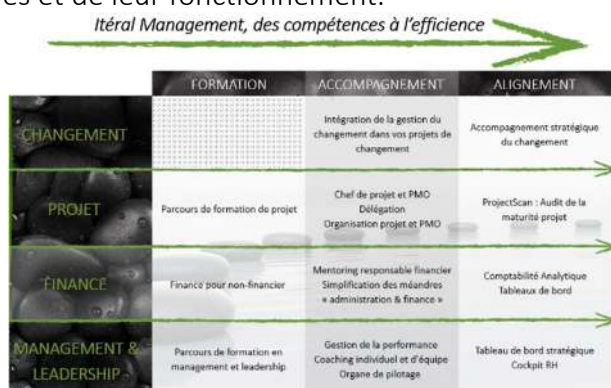 es et de leur fonctionnement.
Itéral Management, des compétences à l'efficience
FORMATION ACCOMPAGNEMENT ALIGNEMENT
CHANGEMENT
Intégration de la gestion du
changement dans vos projets de
changement
Accompagnement stratégique
du changement
PROJET
Parcours de formation de projet
Chef de projet et PMO
Délégation
Organisation projet et PMO
ProjectScan : Audit de la
maturité projet
FINANCE
Finance pour non-financier
Mentoring responsable financier
Simplification des méandres
« administration & finance »
Comptabilité Analytique
Tableaux de bord
MANAGEMENT &
LEADERSHIP
Parcours de formation en
management et leadership
Gestion de la performance
Coaching individuel et d'équipe
Organe de pilotage
Tableau de bord stratégique
Cockpit RH